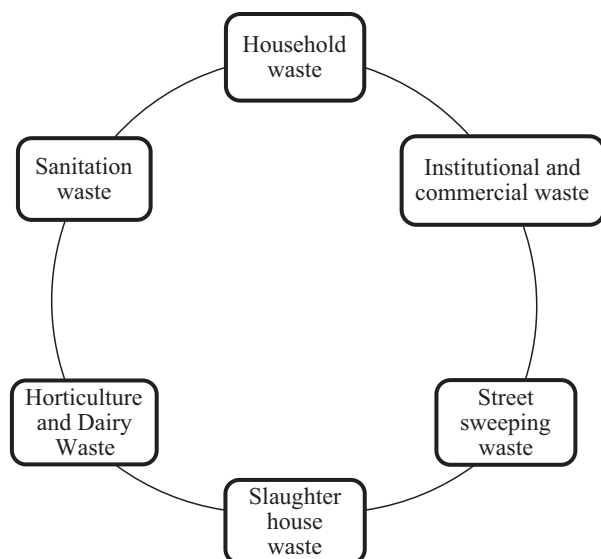 Household
waste
Institutional and
commercial waste
Street
sweeping
waste
Slaughter
house
waste
Horticulture
and Dairy
Waste
Sanitation
waste